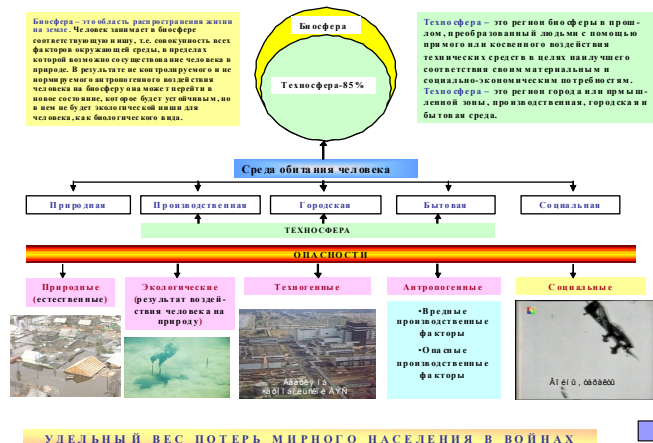 Биосфера – это область распространения жизни
на земле. Человек занимает в биосфере
соответствующую нишу, т.е. совокупность всех
факторов окружающей среды, в пределах
которой возможно сосуществование человека в
природе. В результате не контролируемого и не
нормируемого антропогенного воздействия
человека на биосферу она может перейти в
новое состояние, которое будет устойчивым, но
в нем не будет экологической ниши для
человека, как биологического вида.
Биосфера
Техносфера-85%
Техносфера – это регион биосферы в прош-
лом, преобразованный людьми с помощью
прямого или косвенного воздействия
технических средств в целях наилучшего
соответствия своим материальным и
социально-экономическим потребностям.
Техносфера – это регион города или прмыш-
ленной зоны, производственная, городская и
бытовая среда.
Среда обитания человека
Природная
Производственная
Городская
Бытовая
Социальная
ТЕХНОСФЕРА
ОПАСНОСТИ
Природные
(естественные)
Экологические
(результат воздей-
ствия человека на
природу)
Техногенные
Антропогенные
•Вредные
производственные
факторы
•Опасные
производственные
факторы
Социальные
УДЕЛЬНЫЙ ВЕС ПОТЕРЬ МИРНОГО НАСЕЛЕНИЯ В ВОЙНАХ